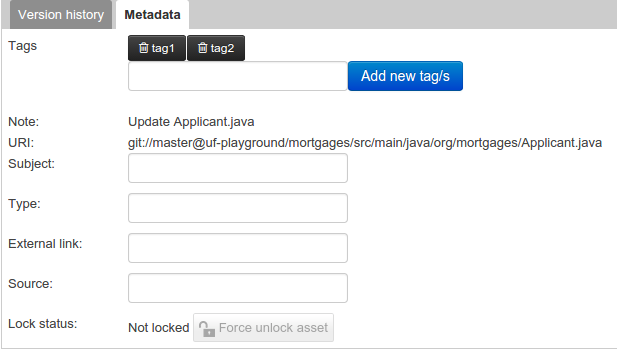 Version history Metadata
Tags tag1 tag2
Add new tag/s
Note: Update Applicant.java
URI: git://master@uf-playground/mortgages/src/main/java/org/mortgages/Applicant.java
Subject:
Type:
External link:
Source:
Lock status: Not locked Force unlock asset